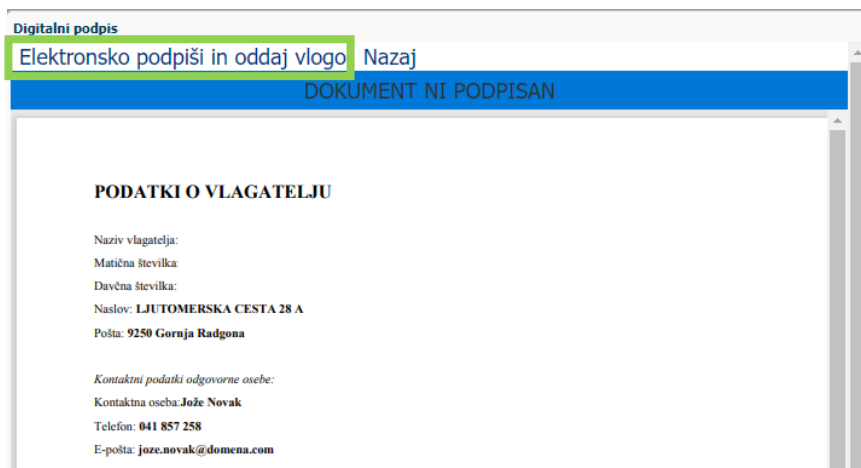 Digitalni podpis
Elektronsko podpiši in oddaj vlogo Nazaj
DOKUMENT NI PODPISAN
PODATKI O VLAGATELJU
Naziv vlagatelja:
Matična številka:
Davčna številka:
Naslov: LJUTOMERSKA CESTA 28 A
Pošta: 9250 Gornja Radgona
Kontaktni podatki odgovorne osebe:
Kontaktna oseba:Jože Novak
Telefon: 041 857 258
E-pošta: joze.novak@domena.com